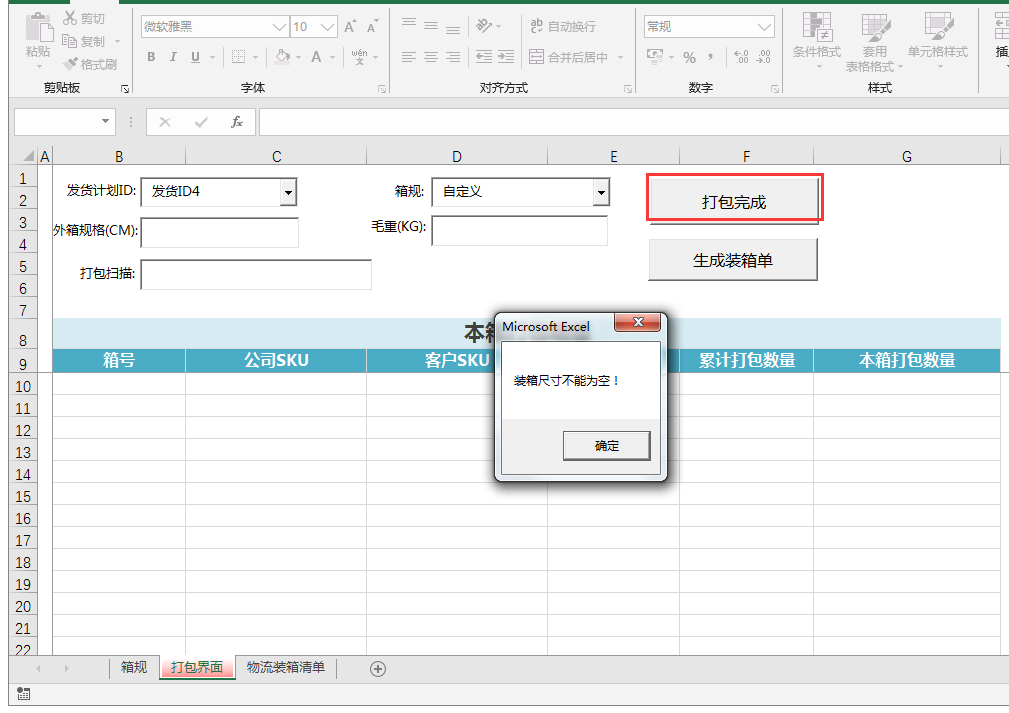 剪切
微软雅黑 10 A A
ab 自动换行
常规
粘贴
复制
格式刷
B I U A wén 文
合并后居中
% ,
条件格式 套用 单元格样式 插
表格格式
剪贴板 字体 对齐方式 数字 样式
fx
A B C D E F G
1
发货计划ID: 发货ID4 箱规: 自定义 打包完成
2
3
外箱规格(CM): 毛重(KG):
4
5
打包扫描: 生成装箱单
6
7
8 本箱
9 箱号 公司SKU 客户SKU 累计打包数量 本箱打包数量
Microsoft Excel
装箱尺寸不能为空！
确定
10
11
12
13
14
15
16
17
18
19
20
21
22
箱规 打包界面 物流装箱清单